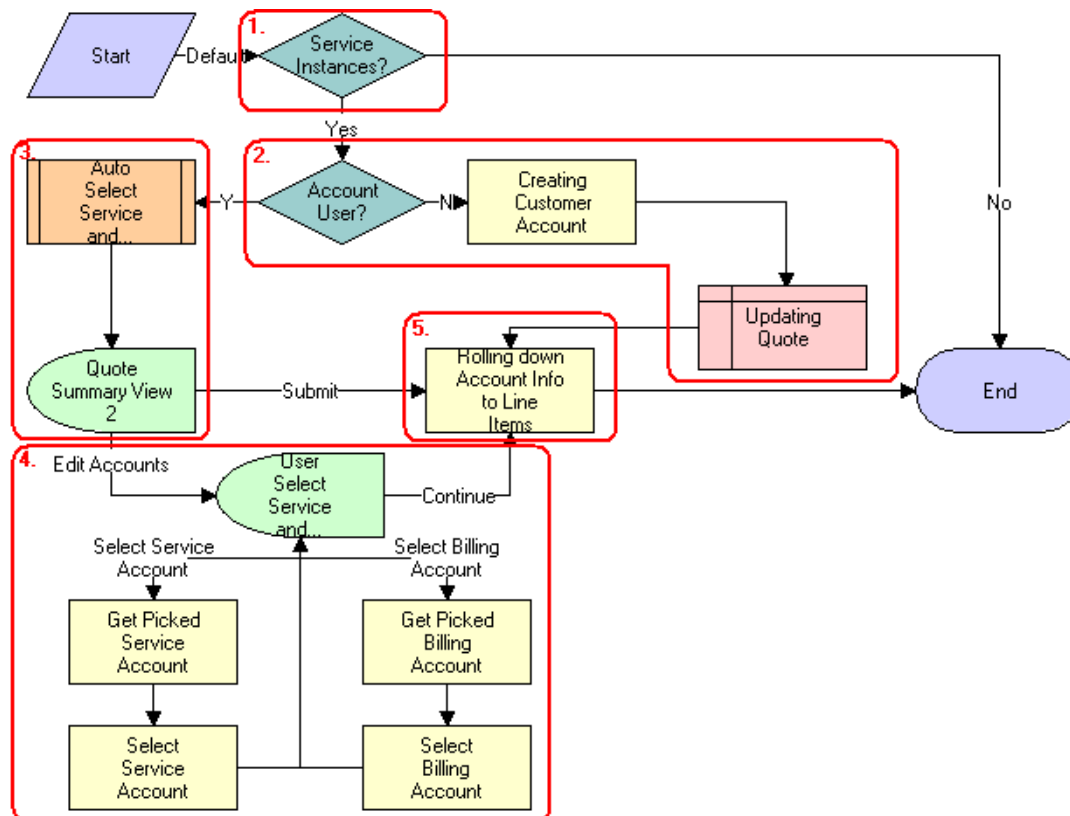 1.
Start
Default
Service
Instances?
Yes
No
3.
Auto
Select
Service
and...
Y
2.
Account
User?
N
Creating
Customer
Account
Updating
Quote
Quote
Summary View
2
Submit
5.
Rolling down
Account Info
to Line
Items
End
4.
Edit Accounts
User
Select
Service
and...
Continue
Select Service
Account
Select Billing
Account
Get Picked
Service
Account
Get Picked
Billing
Account
Select
Service
Account
Select
Billing
Account